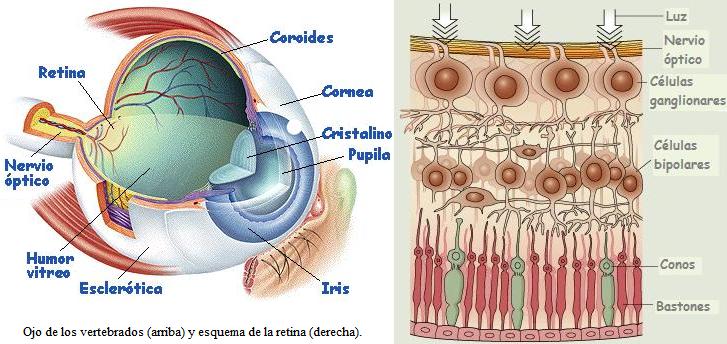 Coroides
Retina
Cornea
Cristalino
Pupila
Nervio
óptico
Humor
vitreo
Esclerótica
Iris
Ojo de los vertebrados (arriba) y esquema de la retina (derecha).
Luz
Nervio
óptico
Células
ganglionares
Células
bipolares
Conos
Bastones